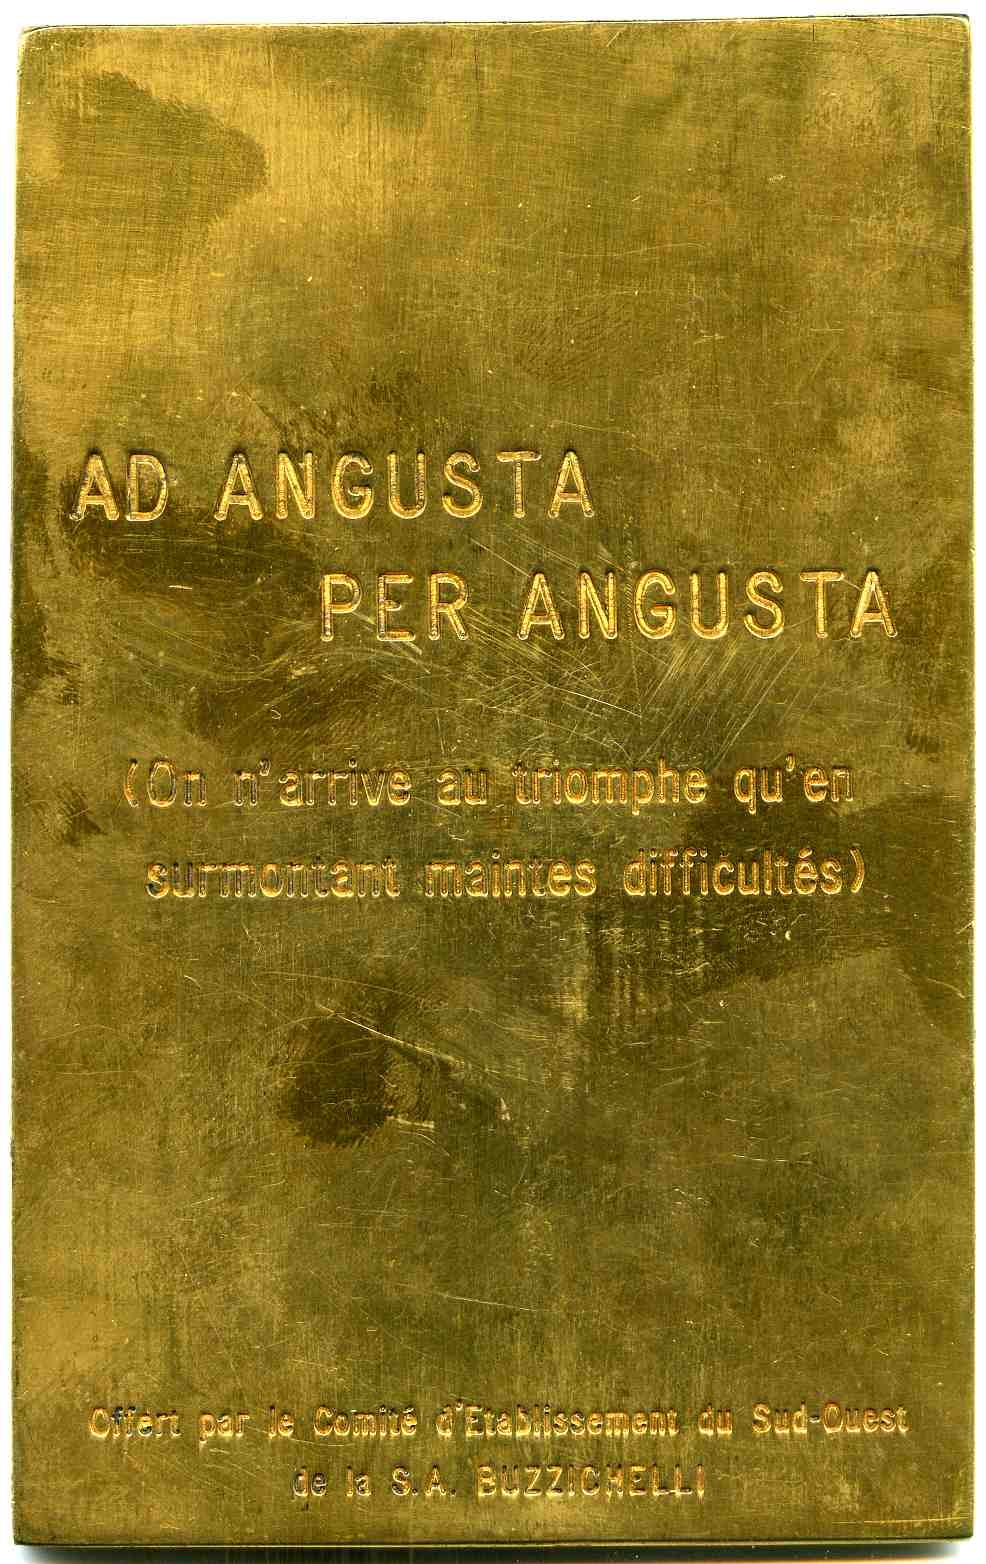 AD ANGUSTA
PER ANGUSTA
(On n'arrive au triomphe qu'en
surmontant maintes difficultés)
Offert par le Comité d'Etablissement du Sud-Ouest
de la S.A. BUZZICHELLI